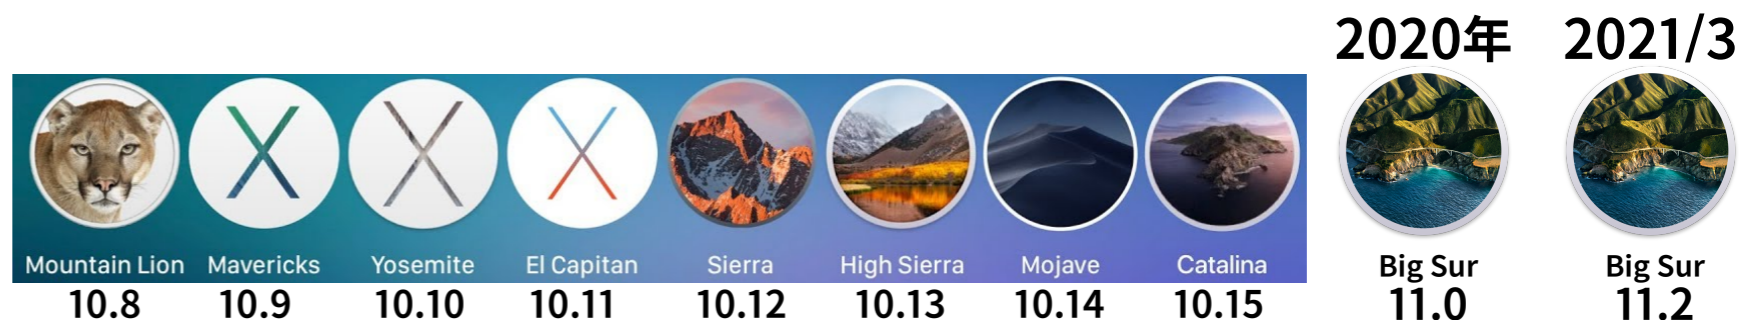 2020年 2021/3
Mountain Lion Mavericks Yosemite El Capitan Sierra High Sierra Mojave Catalina Big Sur Big Sur
10.8 10.9 10.10 10.11 10.12 10.13 10.14 10.15 11.0 11.2